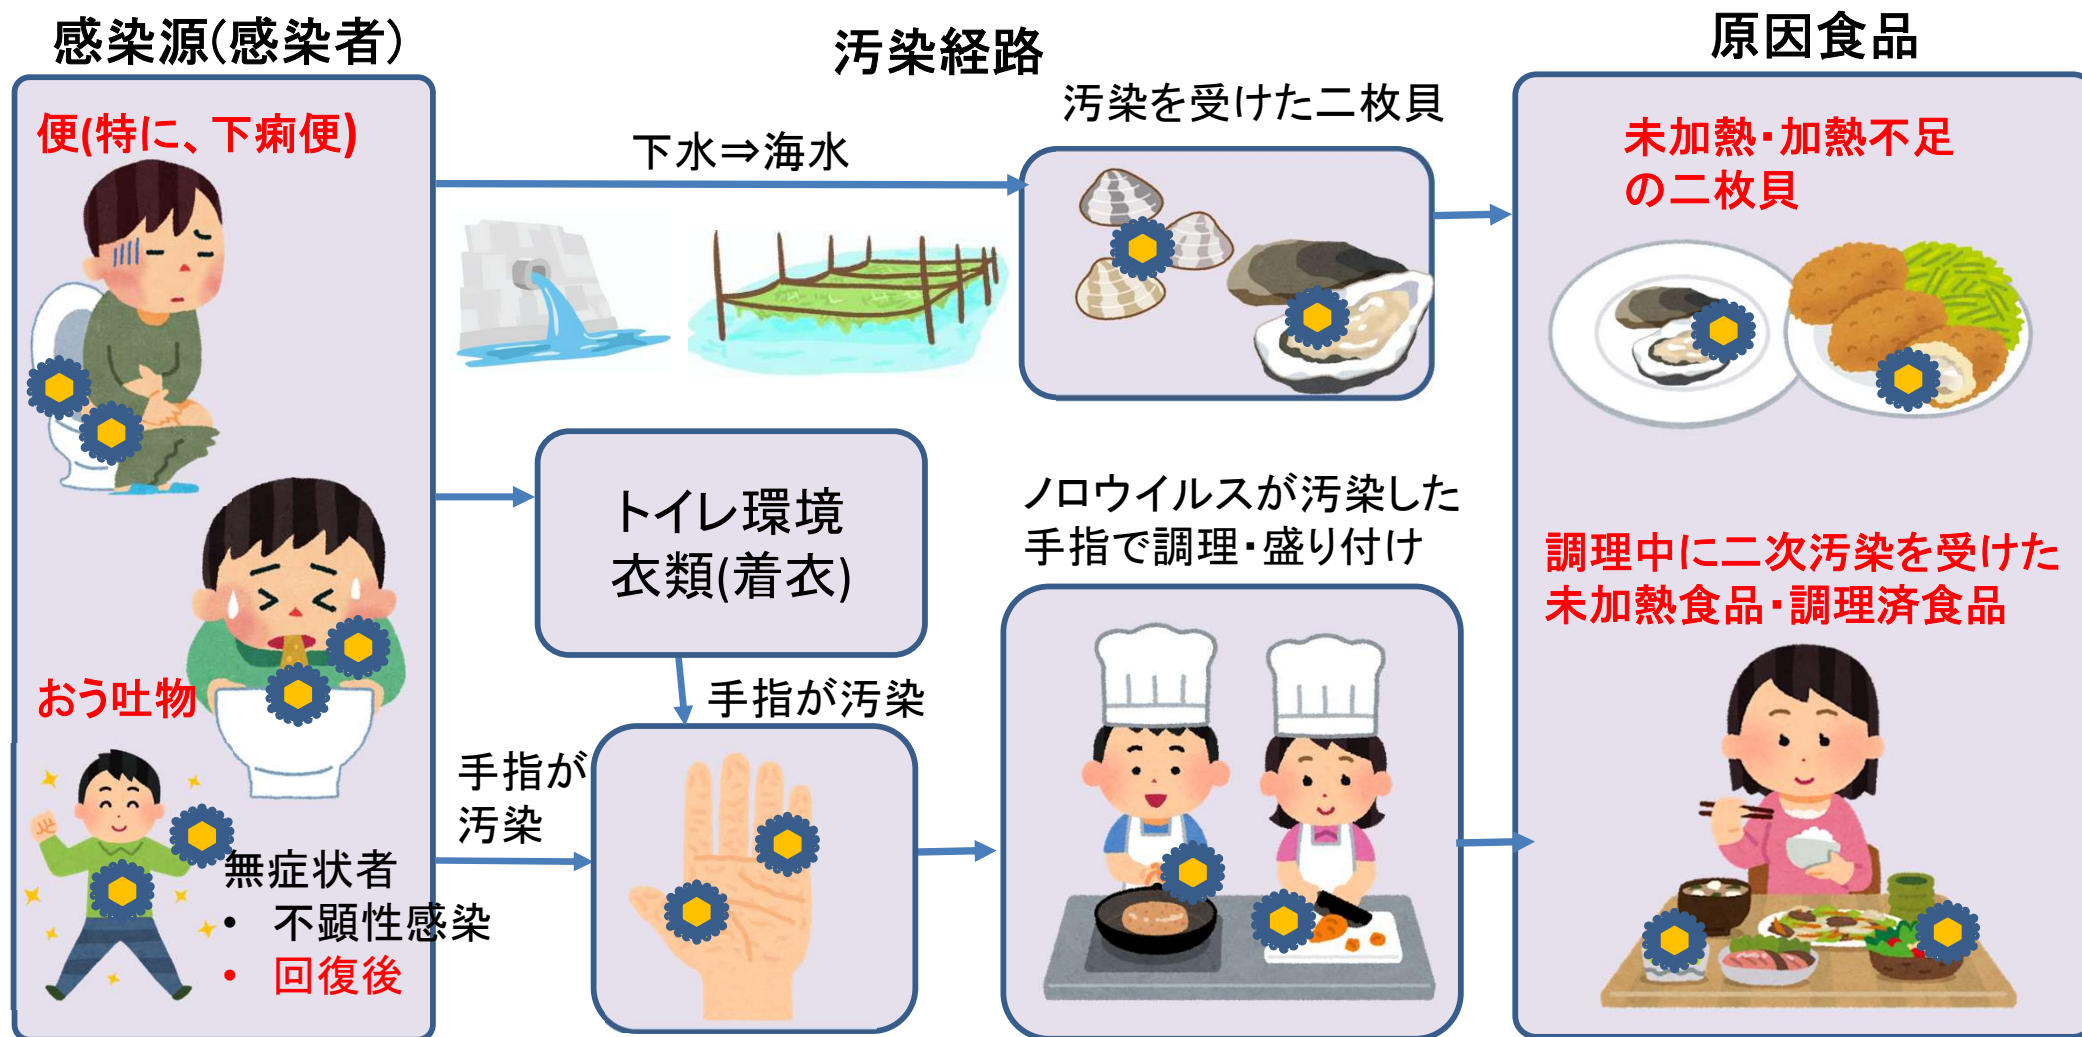 感染源(感染者)
汚染経路
原因食品
便(特に、下痢便)
おう吐物
無症状者
• 不顕性感染
• 回復後
下水⇒海水
汚染を受けた二枚貝
トイレ環境
衣類(着衣)
手指が汚染
手指が
汚染
ノロウイルスが汚染した
手指で調理・盛り付け
未加熱・加熱不足
の二枚貝
調理中に二次汚染を受けた
未加熱食品・調理済食品